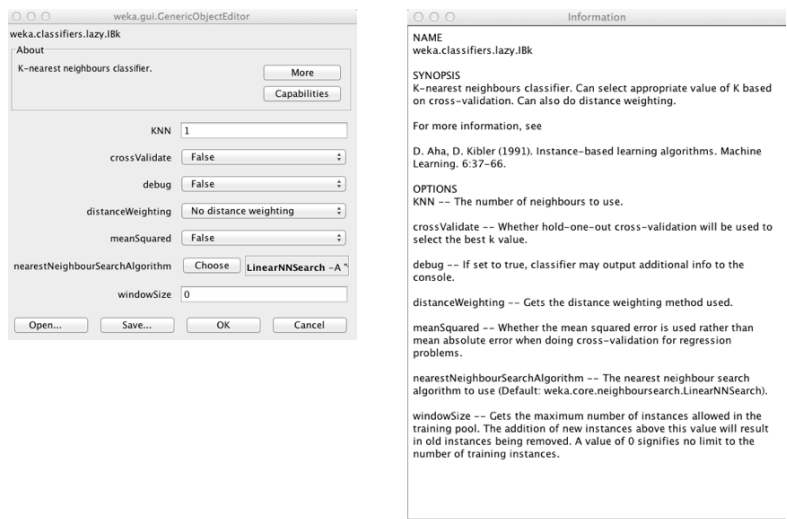 weka.gui.GenericObjectEditor
weka.classifiers.lazy.IBk
About
K-nearest neighbours classifier.
More
Capabilities
KNN 1
crossValidate False
debug False
distanceWeighting No distance weighting
meanSquared False
nearestNeighbourSearchAlgorithm Choose LinearNNSearch -A "
windowSize 0
Open... Save... OK Cancel
Information
NAME
weka.classifiers.lazy.IBk
SYNOPSIS
K-nearest neighbours classifier. Can select appropriate value of K based
on cross-validation. Can also do distance weighting.
For more information, see
D. Aha, D. Kibler (1991). Instance-based learning algorithms. Machine
Learning. 6:37-66.
OPTIONS
KNN -- The number of neighbours to use.
crossValidate -- Whether hold-one-out cross-validation will be used to
select the best k value.
debug -- If set to true, classifier may output additional info to the
console.
distanceWeighting -- Gets the distance weighting method used.
meanSquared -- Whether the mean squared error is used rather than
mean absolute error when doing cross-validation for regression
problems.
nearestNeighbourSearchAlgorithm -- The nearest neighbour search
algorithm to use (Default: weka.core.neighboursearch.LinearNNSearch).
windowSize -- Gets the maximum number of instances allowed in the
training pool. The addition of new instances above this value will result
in old instances being removed. A value of 0 signifies no limit to the
number of training instances.